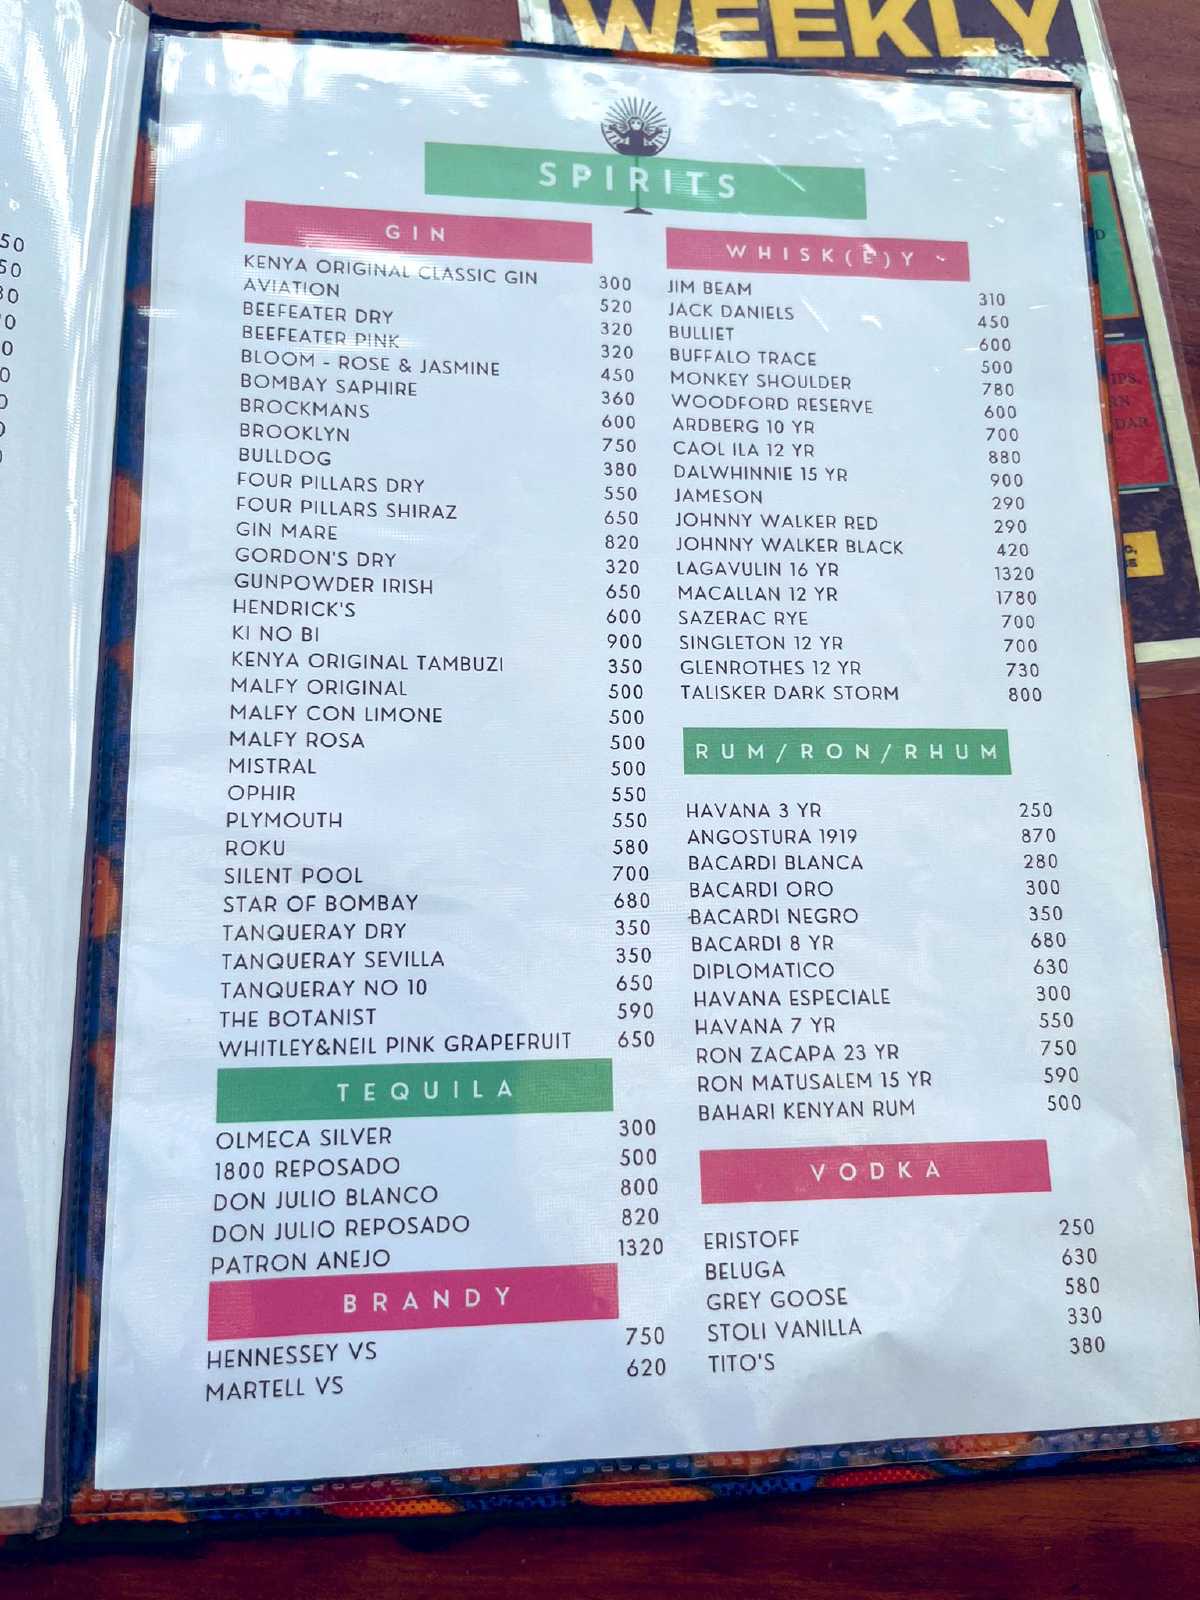 WEEKLY
SPIRITS
GIN
KENYA ORIGINAL CLASSIC GIN 300
AVIATION 520
BEEFEATER DRY 320
BEEFEATER PINK 320
BLOOM - ROSE & JASMINE 450
BOMBAY SAPHIRE 360
BROCKMANS 600
BROOKLYN 750
BULLDOG 380
FOUR PILLARS DRY 550
FOUR PILLARS SHIRAZ 650
GIN MARE 820
GORDON'S DRY 320
GUNPOWDER IRISH 650
HENDRICK'S 600
KI NO BI 900
KENYA ORIGINAL TAMBUZI 350
MALFY ORIGINAL 500
MALFY CON LIMONE 500
MALFY ROSA 500
MISTRAL 500
OPHIR 550
PLYMOUTH 550
ROKU 580
SILENT POOL 700
STAR OF BOMBAY 680
TANQUERAY DRY 350
TANQUERAY SEVILLA 350
TANQUERAY NO 10 650
THE BOTANIST 590
WHITLEY&NEIL PINK GRAPEFRUIT 650
TEQUILA
OLMECA SILVER 300
1800 REPOSADO 500
DON JULIO BLANCO 800
DON JULIO REPOSADO 820
PATRON ANEJO 1320
BRANDY
HENNESSEY VS 750
MARTELL VS 620
WHISK(E)Y
JIM BEAM 310
JACK DANIELS 450
BULLIET 600
BUFFALO TRACE 500
MONKEY SHOULDER 780
WOODFORD RESERVE 600
ARDBERG 10 YR 700
CAOL ILA 12 YR 880
DALWHINNIE 15 YR 900
JAMESON 290
JOHNNY WALKER RED 290
JOHNNY WALKER BLACK 420
LAGAVULIN 16 YR 1320
MACALLAN 12 YR 1780
SAZERAC RYE 700
SINGLETON 12 YR 700
GLENROTHES 12 YR 730
TALISKER DARK STORM 800
RUM/RON/RHUM
HAVANA 3 YR 250
ANGOSTURA 1919 870
BACARDI BLANCA 280
BACARDI ORO 300
BACARDI NEGRO 350
BACARDI 8 YR 680
DIPLOMATICO 630
HAVANA ESPECIALE 300
HAVANA 7 YR 550
RON ZACAPA 23 YR 750
RON MATUSALEM 15 YR 590
BAHARI KENYAN RUM 500
VODKA
ERISTOFF 250
BELUGA 630
GREY GOOSE 580
STOLI VANILLA 330
TITO'S 380